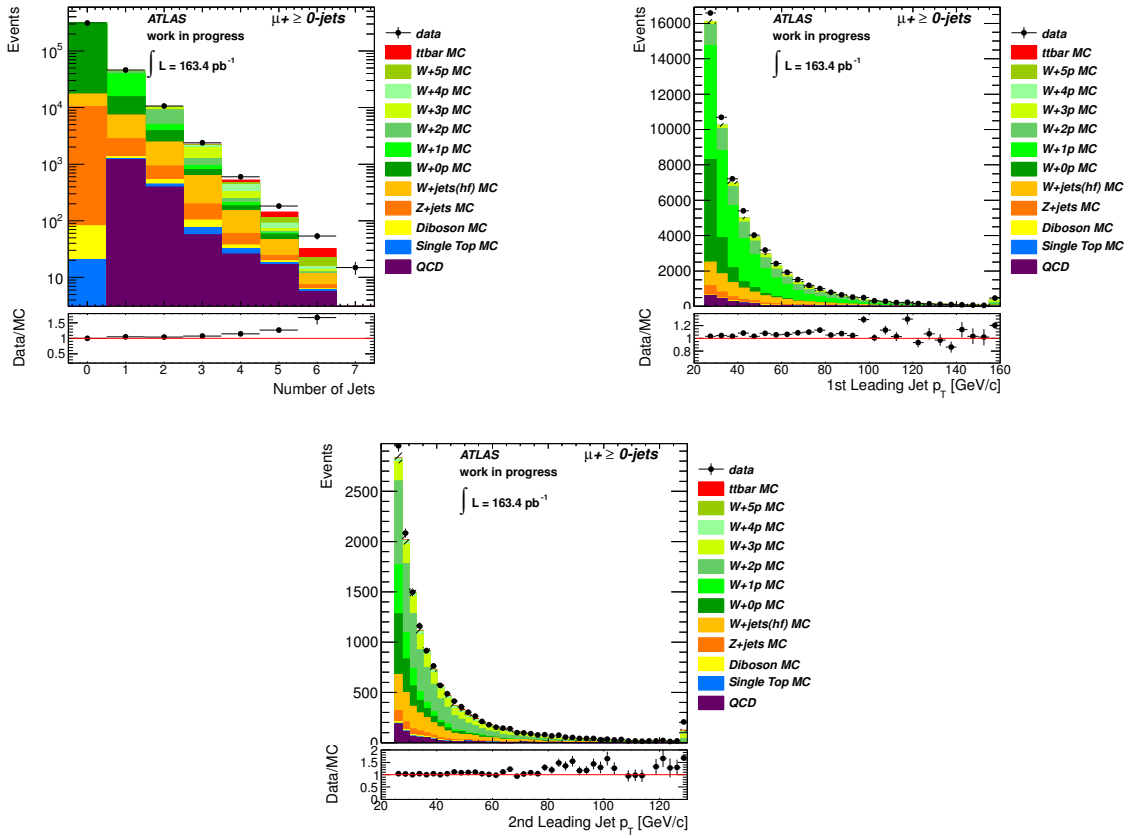 Events
ATLAS
μ+ ≥ 0-jets
work in progress
∫ L = 163.4 pb⁻¹
10⁵
10⁴
10³
10²
10
1
data
ttbar MC
W+5p MC
W+4p MC
W+3p MC
W+2p MC
W+1p MC
W+0p MC
W+jets(hf) MC
Z+jets MC
Diboson MC
Single Top MC
QCD
Data/MC
1.5
1
0.5
0 1 2 3 4 5 6 7
Number of Jets
Events
ATLAS
μ+ ≥ 0-jets
work in progress
∫ L = 163.4 pb⁻¹
16000
14000
12000
10000
8000
6000
4000
2000
0
data
ttbar MC
W+5p MC
W+4p MC
W+3p MC
W+2p MC
W+1p MC
W+0p MC
W+jets(hf) MC
Z+jets MC
Diboson MC
Single Top MC
QCD
Data/MC
1.2
1
0.8
20 40 60 80 100 120 140 160
1st Leading Jet p_T [GeV/c]
Events
ATLAS
μ+ ≥ 0-jets
work in progress
∫ L = 163.4 pb⁻¹
2500
2000
1500
1000
500
0
data
ttbar MC
W+5p MC
W+4p MC
W+3p MC
W+2p MC
W+1p MC
W+0p MC
W+jets(hf) MC
Z+jets MC
Diboson MC
Single Top MC
QCD
Data/MC
2
1.5
1
0.5
0
20 40 60 80 100 120
2nd Leading Jet p_T [GeV/c]